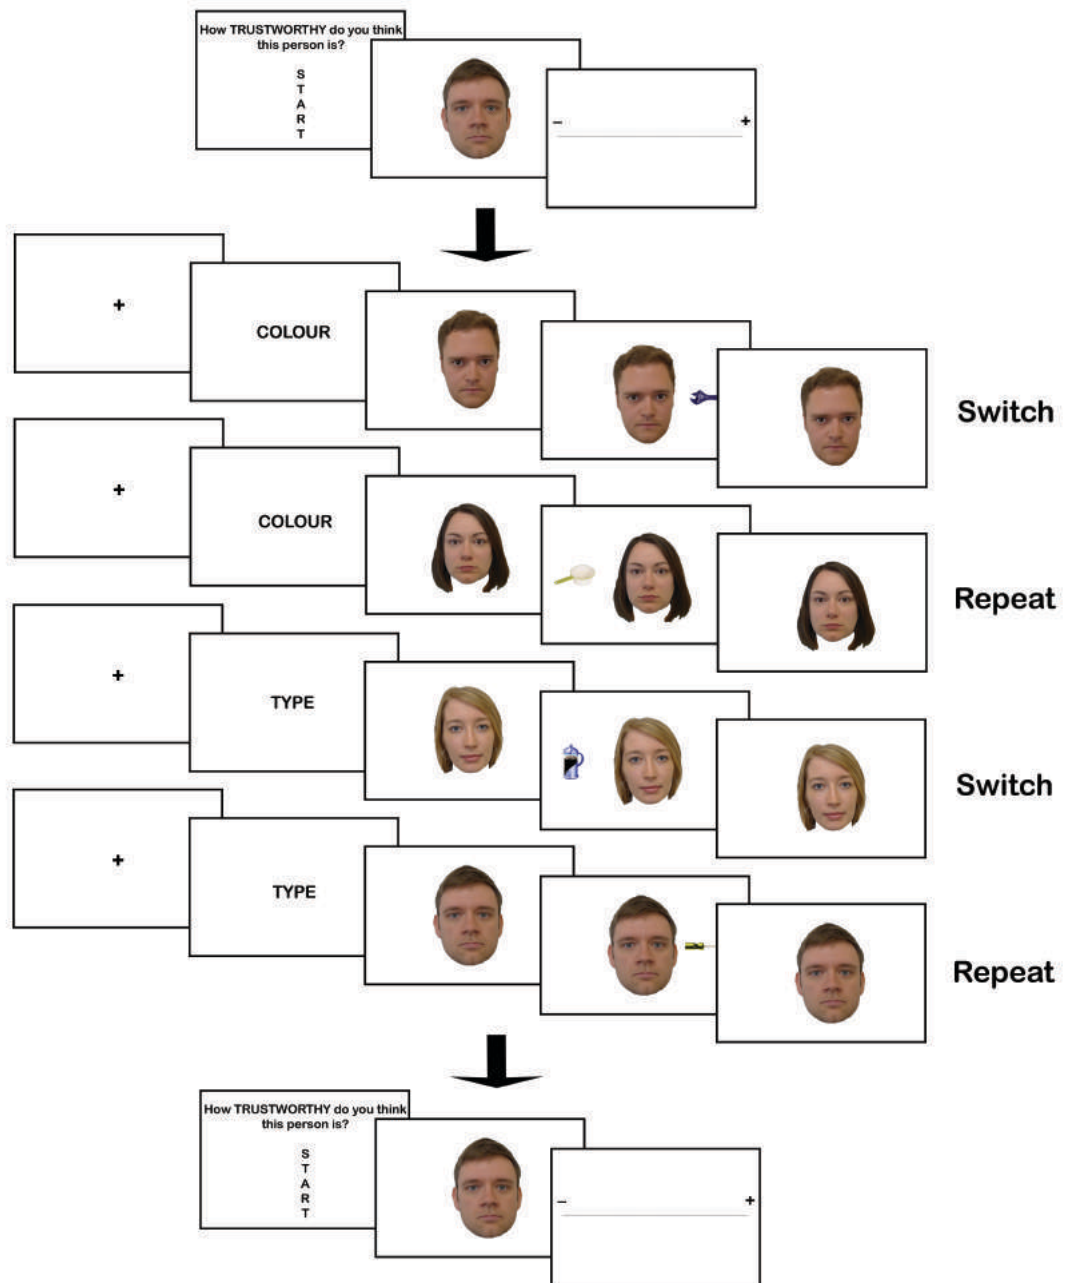 How TRUSTWORTHY do you think
this person is?
S
T
A
R
T
–
+
+
COLOUR
Switch
+
COLOUR
Repeat
+
TYPE
Switch
+
TYPE
Repeat
How TRUSTWORTHY do you think
this person is?
S
T
A
R
T
–
+